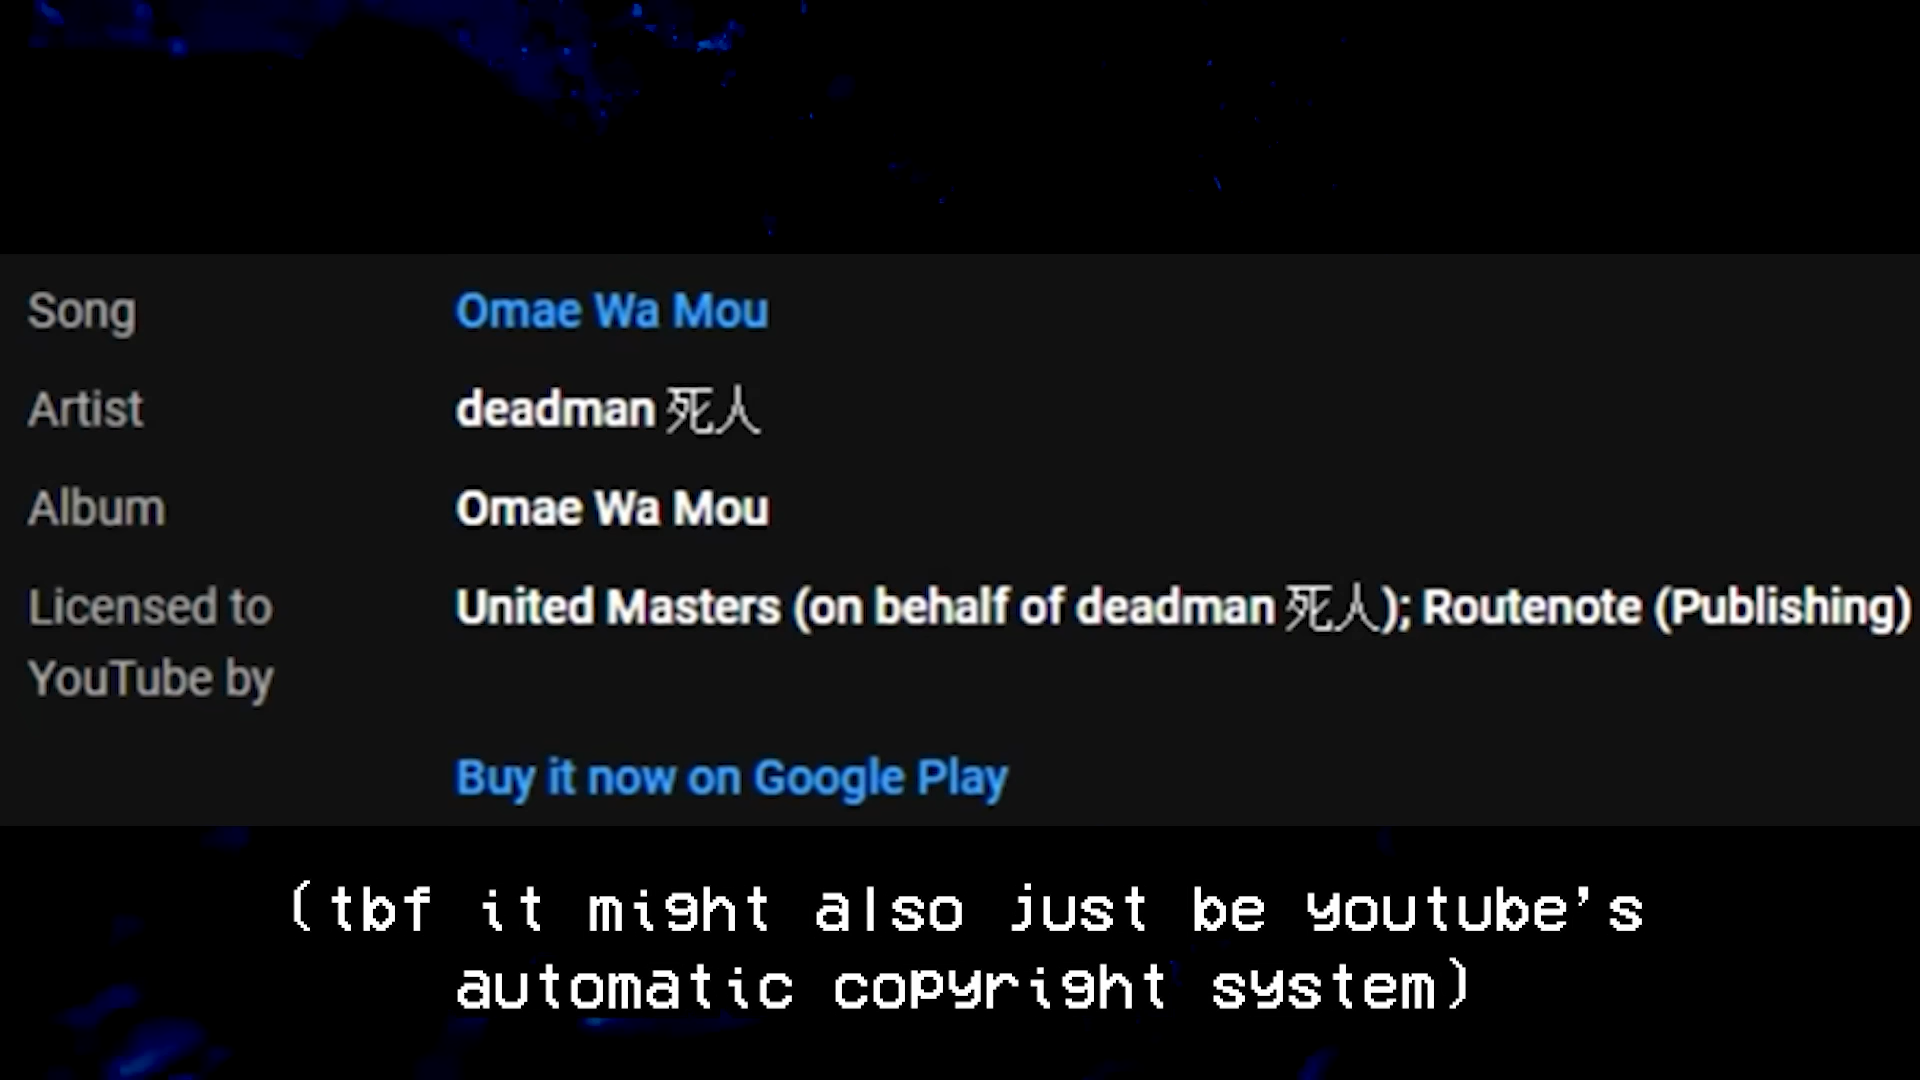 Song Omae Wa Mou
Artist deadman 死人
Album Omae Wa Mou
Licensed to United Masters (on behalf of deadman 死人); Routenote (Publishing)
YouTube by
Buy it now on Google Play
(tbf it might also just be youtube's
automatic copyright system)